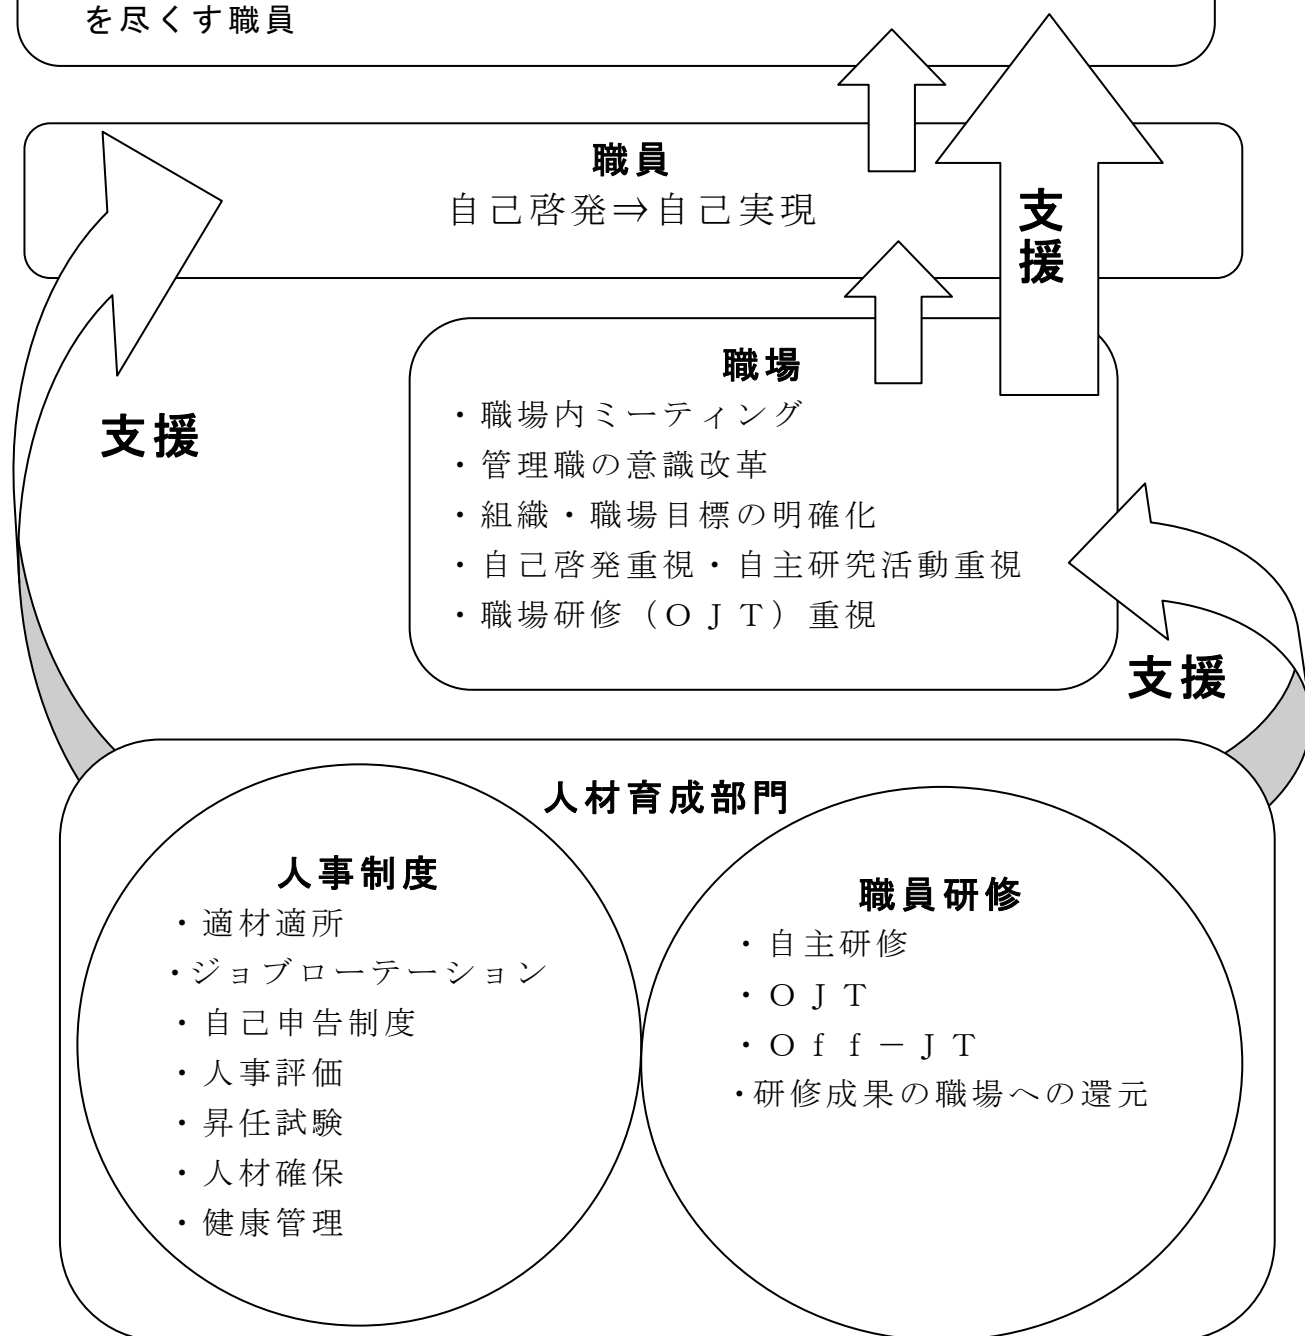 を尽くす職員
職員
自己啓発⇒自己実現
支援
職場
・職場内ミーティング
・管理職の意識改革
・組織・職場目標の明確化
・自己啓発重視・自主研究活動重視
・職場研修（ＯＪＴ）重視
支援
支援
人材育成部門
人事制度
・適材適所
・ジョブローテーション
・自己申告制度
・人事評価
・昇任試験
・人材確保
・健康管理
職員研修
・自主研修
・ＯＪＴ
・Ｏｆｆ－ＪＴ
・研修成果の職場への還元